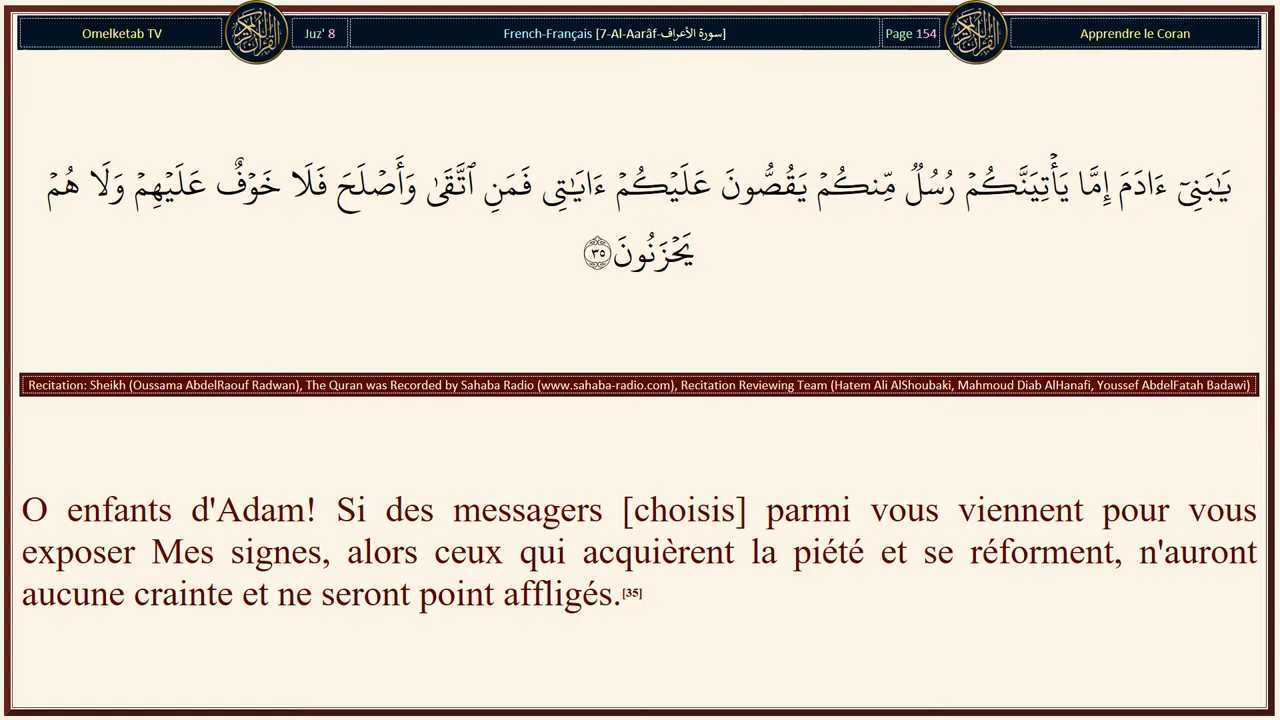 Omelketab TV
Juz' 8
French-Français [7-Al-Aarâf-سورة الأعراف]
Page 154
Apprendre le Coran
يَٰبَنِىٓ ءَادَمَ إِمَّا يَأْتِيَنَّكُمْ رُسُلٌ مِّنكُمْ يَقُصُّونَ عَلَيْكُمْ ءَايَٰتِى فَمَنِ ٱتَّقَىٰ وَأَصْلَحَ فَلَا خَوْفٌ عَلَيْهِمْ وَلَا هُمْ
يَحْزَنُونَ ٣٥
Recitation: Sheikh (Oussama AbdelRaouf Radwan), The Quran was Recorded by Sahaba Radio (www.sahaba-radio.com), Recitation Reviewing Team (Hatem Ali AlShoubaki, Mahmoud Diab AlHanafi, Youssef AbdelFatah Badawi)
O enfants d'Adam! Si des messagers [choisis] parmi vous viennent pour vous
exposer Mes signes, alors ceux qui acquièrent la piété et se réforment, n'auront
aucune crainte et ne seront point affligés.[35]